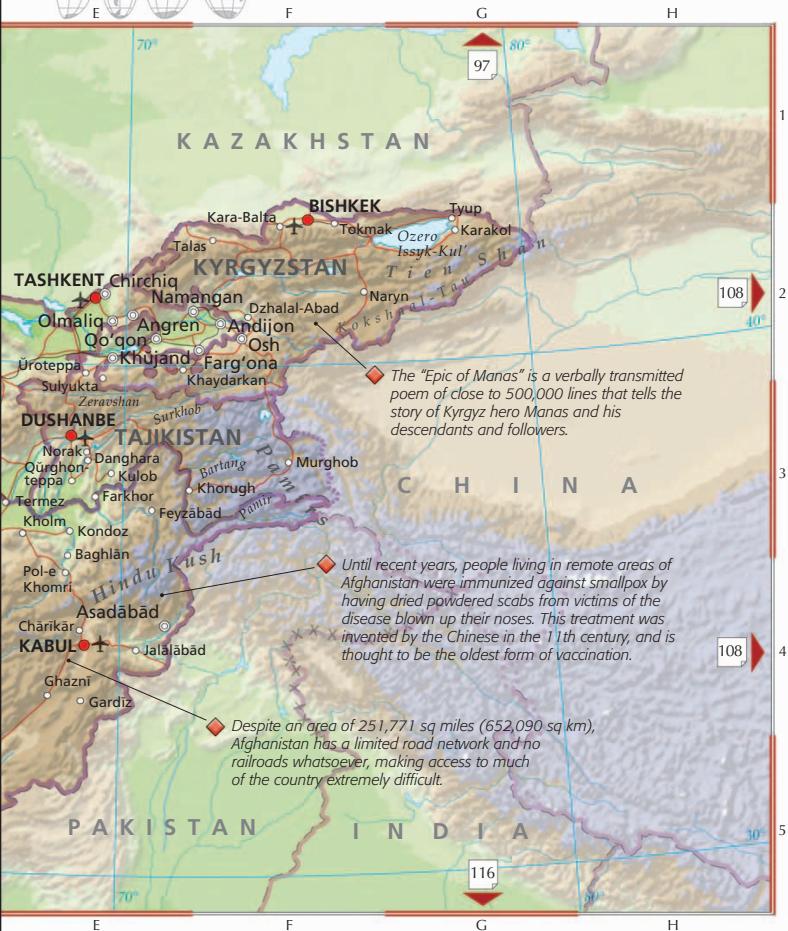 E F G H
70°
80°
97
1
KAZAKHSTAN
BISHKEK
Kara-Balta
Tyup
Tokmak
Karakol
Talas
Ozero
Issyk-Kul'
KYRGYZSTAN
Tien Shan
TASHKENT
Chirchiq
Namangan
Naryn
108
2
Dzhalal-Abad
Kokshaal-Tau
Olmaliq
Angren
Andijon
40°
Qo'qon
Osh
Khŭjand
Farg'ona
Ŭroteppa
Khaydarkan
Sulyukta
The "Epic of Manas" is a verbally transmitted
poem of close to 500,000 lines that tells the
story of Kyrgyz hero Manas and his
descendants and followers.
Zeravshan
Surkhob
DUSHANBE
TAJIKISTAN
Norak
Danghara
Qŭrghon-
teppa
Kulob
Bartang
Pamirs
Murghob
3
Khorugh
CHINA
Termez
Farkhor
Pamir
Feyzābād
Kholm
Kondoz
Baghlān
Hindu Kush
Pol-e
Khomrī
Until recent years, people living in remote areas of
Afghanistan were immunized against smallpox by
having dried powdered scabs from victims of the
disease blown up their noses. This treatment was
invented by the Chinese in the 11th century, and is
thought to be the oldest form of vaccination.
Asadābād
Chārīkār
KABUL
Jalālābād
108
4
Ghaznī
Gardīz
Despite an area of 251,771 sq miles (652,090 sq km),
Afghanistan has a limited road network and no
railroads whatsoever, making access to much
of the country extremely difficult.
PAKISTAN
INDIA
30°
5
116
70°
80°
E F G H